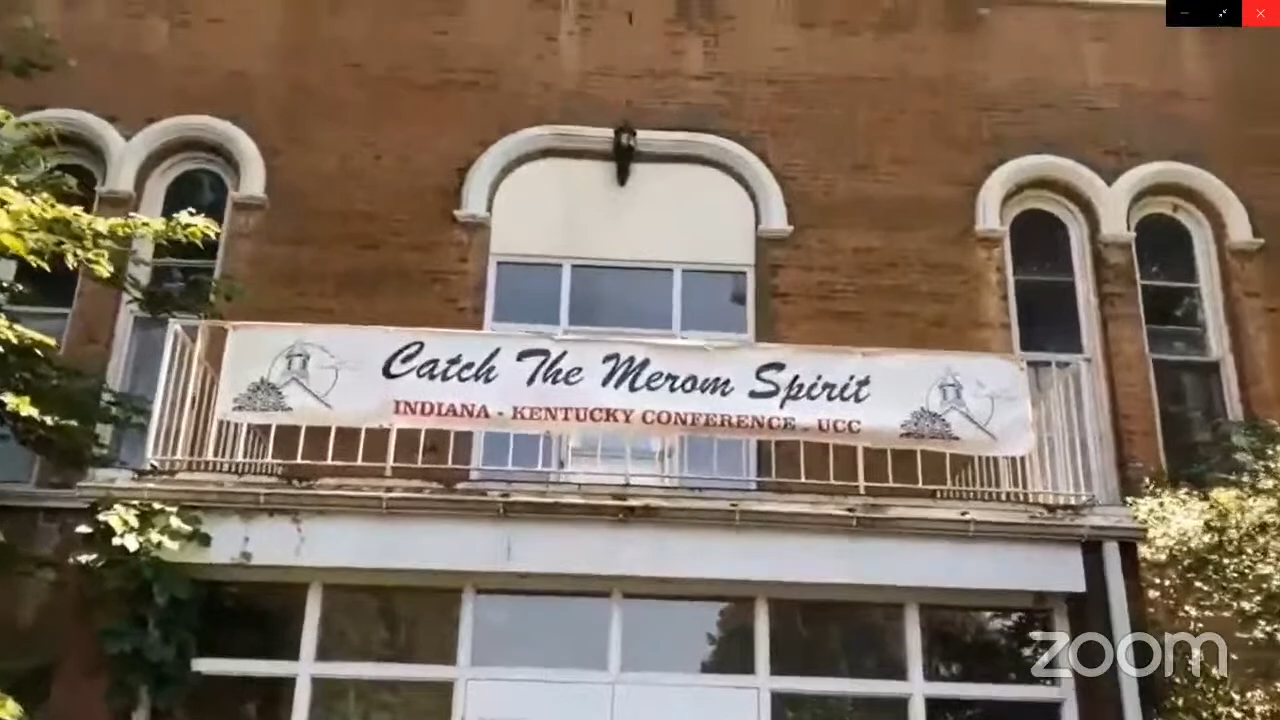 Catch The Merom Spirit
INDIANA - KENTUCKY CONFERENCE - UCC
zoom